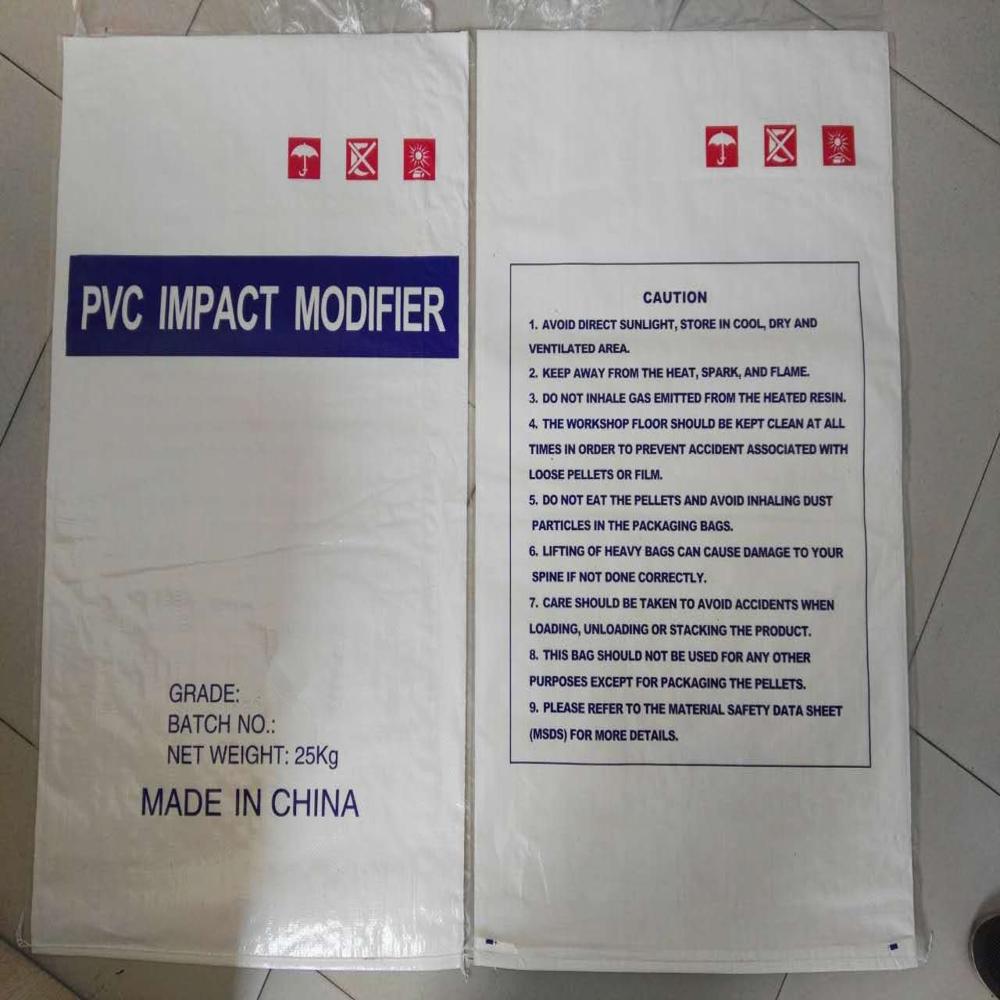 PVC IMPACT MODIFIER
GRADE:
BATCH NO.:
NET WEIGHT: 25Kg
MADE IN CHINA
CAUTION
1. AVOID DIRECT SUNLIGHT, STORE IN COOL, DRY AND
VENTILATED AREA.
2. KEEP AWAY FROM THE HEAT, SPARK, AND FLAME.
3. DO NOT INHALE GAS EMITTED FROM THE HEATED RESIN.
4. THE WORKSHOP FLOOR SHOULD BE KEPT CLEAN AT ALL
TIMES IN ORDER TO PREVENT ACCIDENT ASSOCIATED WITH
LOOSE PELLETS OR FILM.
5. DO NOT EAT THE PELLETS AND AVOID INHALING DUST
PARTICLES IN THE PACKAGING BAGS.
6. LIFTING OF HEAVY BAGS CAN CAUSE DAMAGE TO YOUR
SPINE IF NOT DONE CORRECTLY.
7. CARE SHOULD BE TAKEN TO AVOID ACCIDENTS WHEN
LOADING, UNLOADING OR STACKING THE PRODUCT.
8. THIS BAG SHOULD NOT BE USED FOR ANY OTHER
PURPOSES EXCEPT FOR PACKAGING THE PELLETS.
9. PLEASE REFER TO THE MATERIAL SAFETY DATA SHEET
(MSDS) FOR MORE DETAILS.